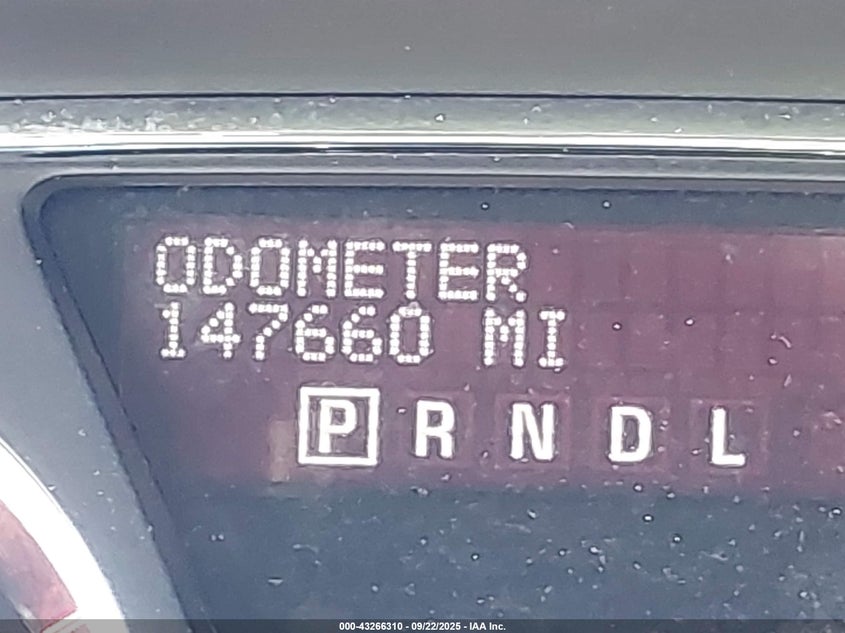 ODOMETER
147660 MI
P R N D L
000-43266310 - 09/22/2025 - IAA Inc.